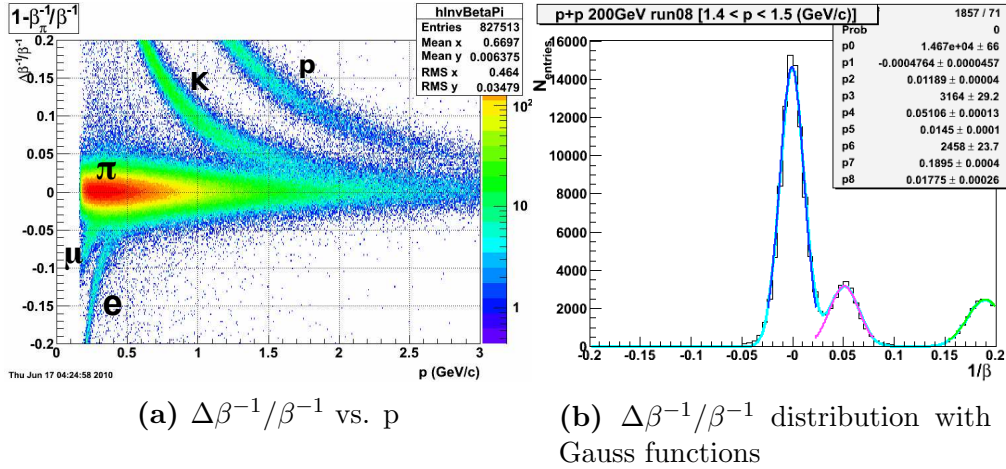 1-β_π^-1/β^-1
Δβ^-1/β^-1
hInvBetaPi
Entries 827513
Mean x 0.6697
Mean y 0.006375
RMS x 0.464
RMS y 0.03479
0.2
0.15
0.1
0.05
0
-0.05
-0.1
-0.15
-0.2
K
p
π
μ
e
10^2
10
1
0 0.5 1 1.5 2 2.5 3
p (GeV/c)
Thu Jun 17 04:24:58 2010
(a) Δβ^-1/β^-1 vs. p
p+p 200GeV run08 [1.4 < p < 1.5 (GeV/c)]
1857 / 71
Prob 0
p0 1.467e+04 ± 66
p1 -0.0004764 ± 0.0000457
p2 0.01189 ± 0.00004
p3 3164 ± 29.2
p4 0.05106 ± 0.00013
p5 0.0145 ± 0.0001
p6 2458 ± 23.7
p7 0.1895 ± 0.0004
p8 0.01775 ± 0.00026
N_entries
16000
14000
12000
10000
8000
6000
4000
2000
0
-0.2 -0.15 -0.1 -0.05 -0 0.05 0.1 0.15 0.2
1/β
(b) Δβ^-1/β^-1 distribution with
Gauss functions